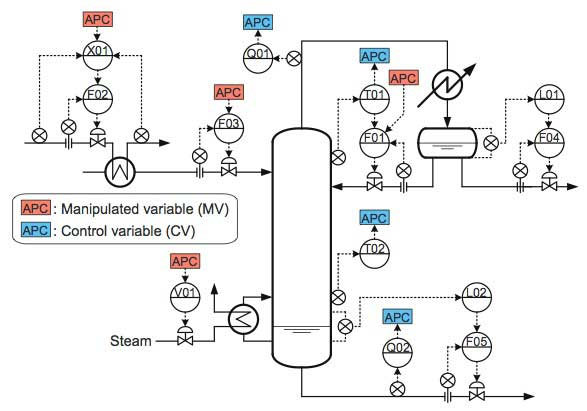 APC
X01
F02
APC
Q01
APC
F03
APC
T01
APC
F01
L01
F04
APC : Manipulated variable (MV)
APC : Control variable (CV)
APC
T02
APC
V01
Steam
APC
Q02
L02
F05